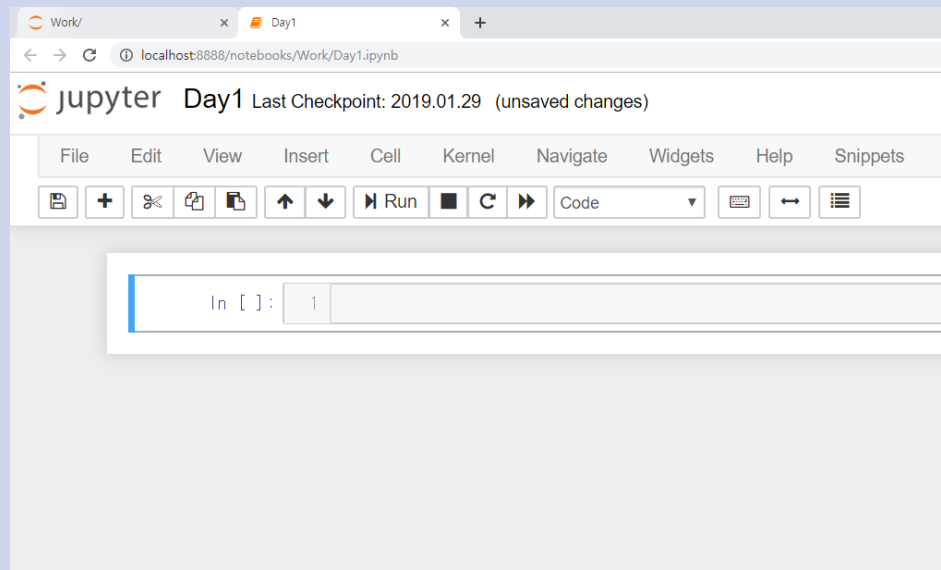 Work/ Day1
localhost:8888/notebooks/Work/Day1.ipynb
jupyter Day1 Last Checkpoint: 2019.01.29 (unsaved changes)
File Edit View Insert Cell Kernel Navigate Widgets Help Snippets
Run Code
In [ ]: 1